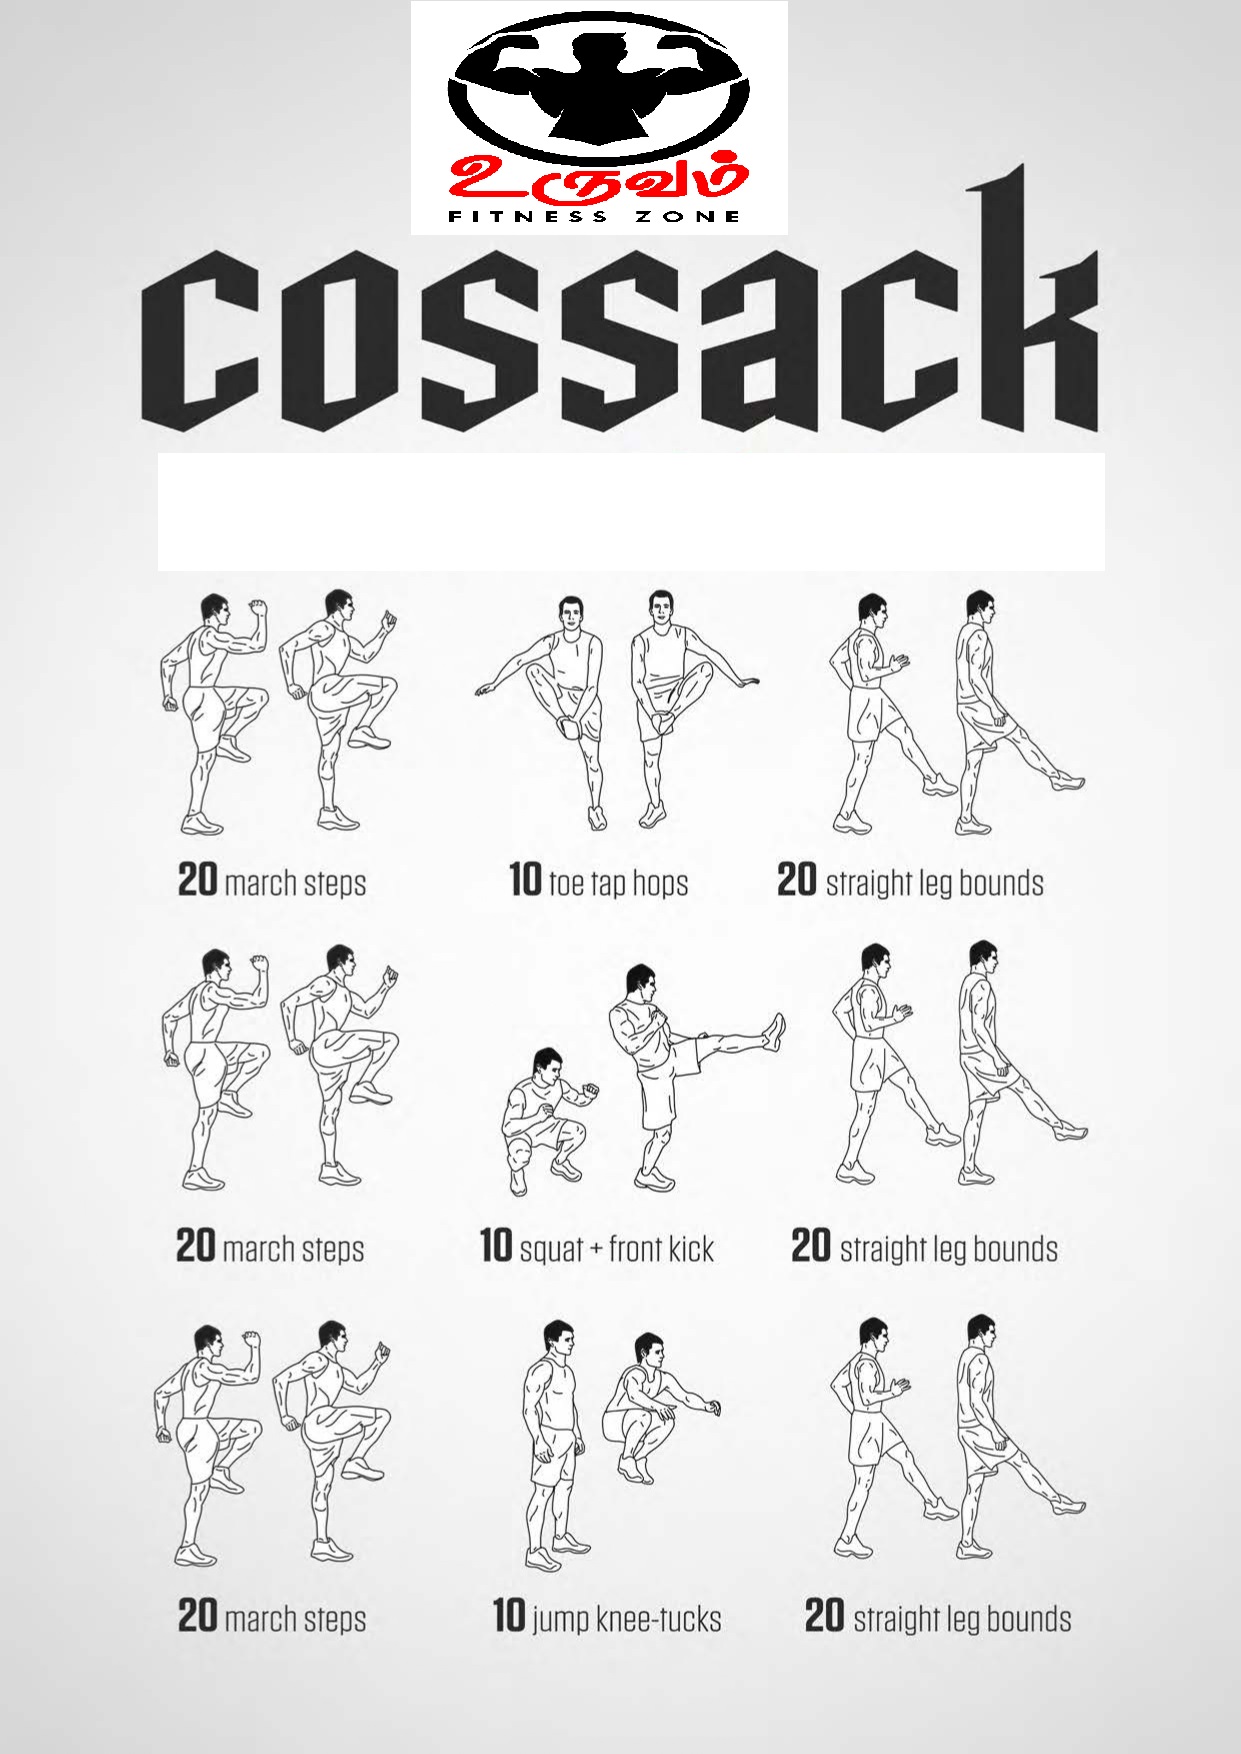 உருவம்
FITNESS ZONE
cossack
20 march steps
10 toe tap hops
20 straight leg bounds
20 march steps
10 squat + front kick
20 straight leg bounds
20 march steps
10 jump knee-tucks
20 straight leg bounds